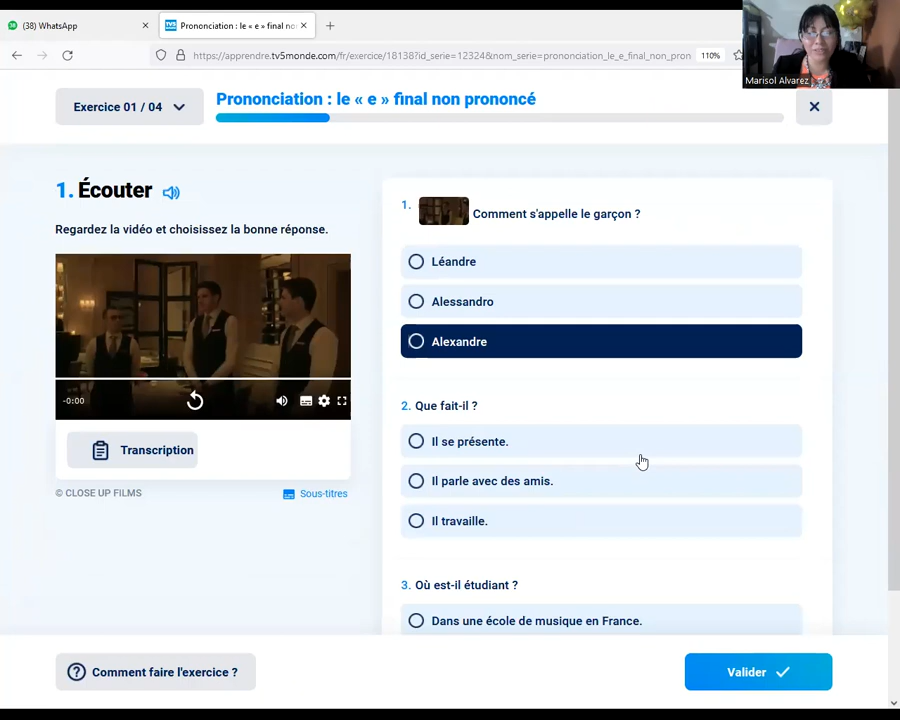 (38) WhatsApp
TV5
Prononciation : le « e » final no
https://apprendre.tv5monde.com/fr/exercice/18138?id_serie=12324&nom_serie=prononciation_le_e_final_non_pron
110%
Marisol Alvarez
Exercice 01 / 04
Prononciation : le « e » final non prononcé
1. Écouter
Regardez la vidéo et choisissez la bonne réponse.
-0:00
Transcription
© CLOSE UP FILMS
Sous-titres
1. Comment s'appelle le garçon ?
Léandre
Alessandro
Alexandre
2. Que fait-il ?
Il se présente.
Il parle avec des amis.
Il travaille.
3. Où est-il étudiant ?
Dans une école de musique en France.
Comment faire l'exercice ?
Valider